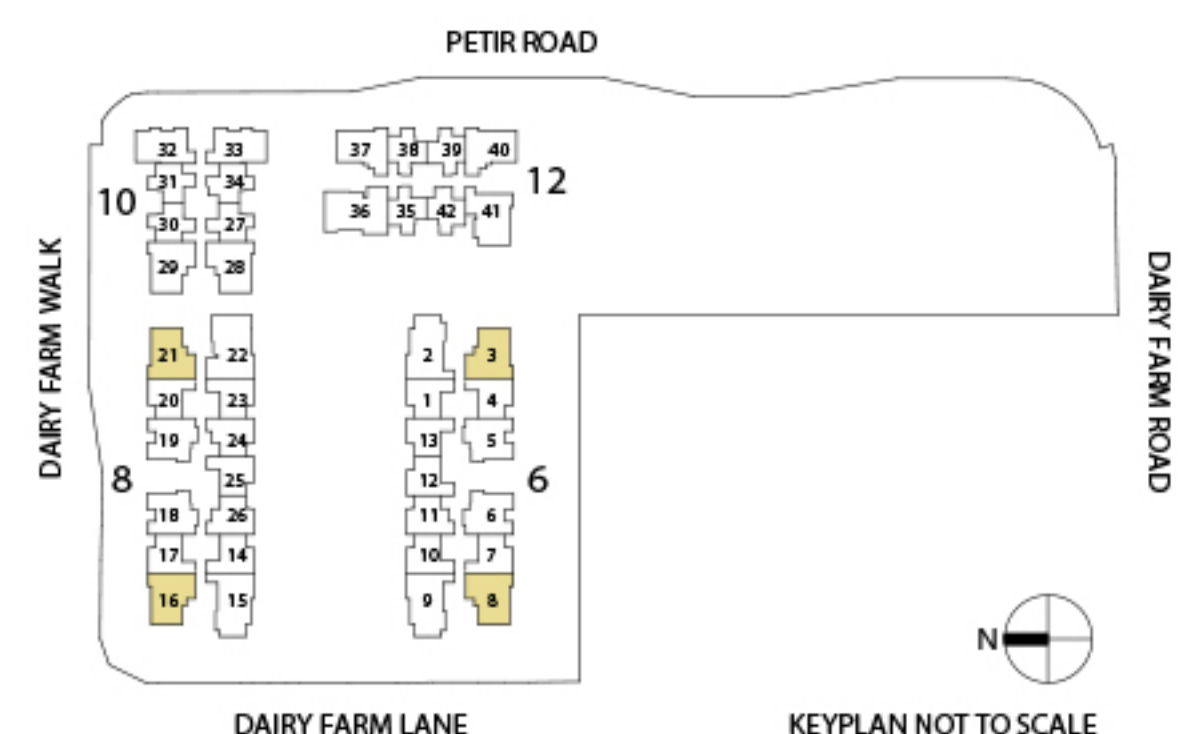 PETIR ROAD
32 33 37 38 39 40
10 31 34 12
30 27 36 35 42 41
29 28
DAIRY FARM WALK
DAIRY FARM ROAD
21 22 2 3
20 23 1 4
19 24 13 5
8 25 12 6
18 26 11 6
17 14 10 7
16 15 9 8
N
DAIRY FARM LANE
KEYPLAN NOT TO SCALE